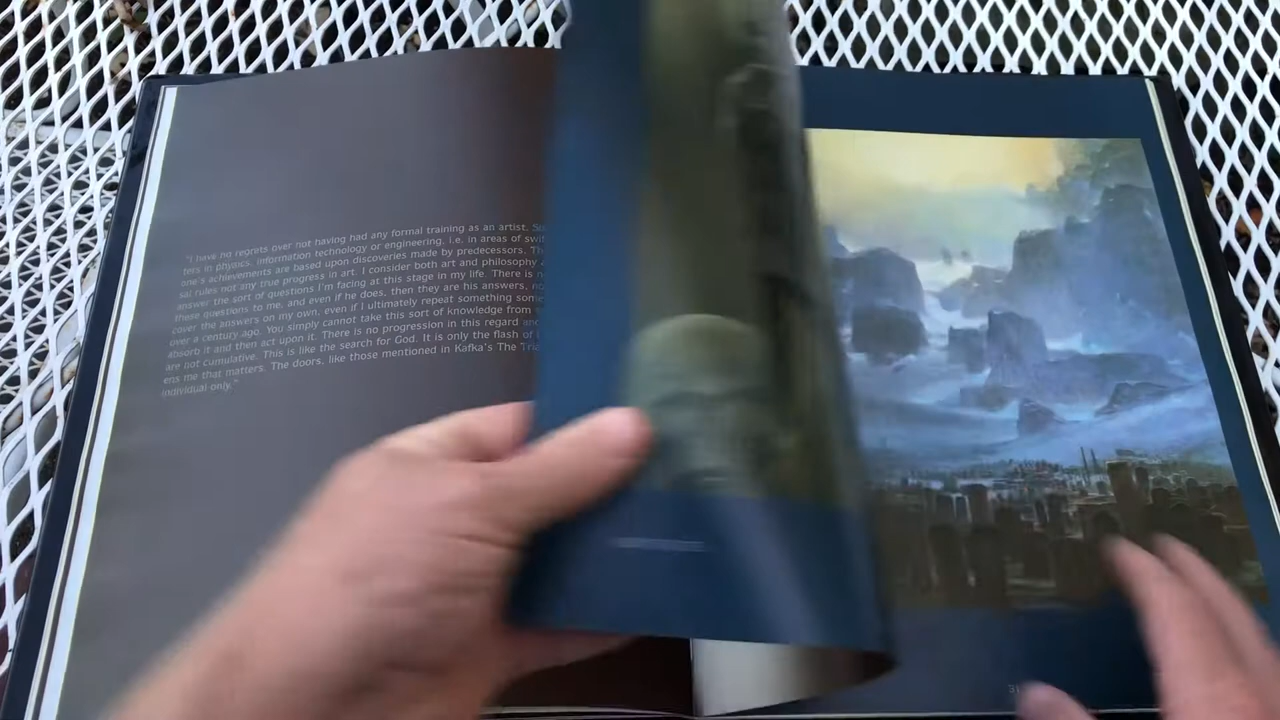 "I have no regrets over not having had any formal training as an artist. So
ters in physics, information technology or engineering, i.e. in areas of swif
one's achievements are based upon discoveries made by predecessors. Th
sal rules not any true progress in art. I consider both art and philosophy a
answer the sort of questions I'm facing at this stage in my life. There is n
these questions to me, and even if he does, then they are his answers, no
cover the answers on my own, even if I ultimately repeat something some
over a century ago. You simply cannot take this sort of knowledge from
absorb it and then act upon it. There is no progression in this regard and
are not cumulative. This is like the search for God. It is only the flash of
ens me that matters. The doors, like those mentioned in Kafka's The Tria
individual only."